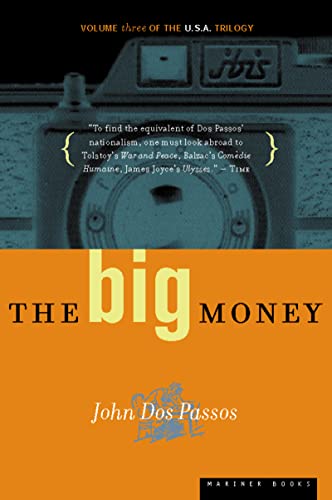 VOLUME three OF THE U.S.A. TRILOGY
ibis
"To find the equivalent of Dos Passos'
nationalism, one must look abroad to
Tolstoy's War and Peace, Balzac's Comédie
Humaine, James Joyce's Ulysses." – TIME
THE big MONEY
John Dos Passos
MARINER BOOKS